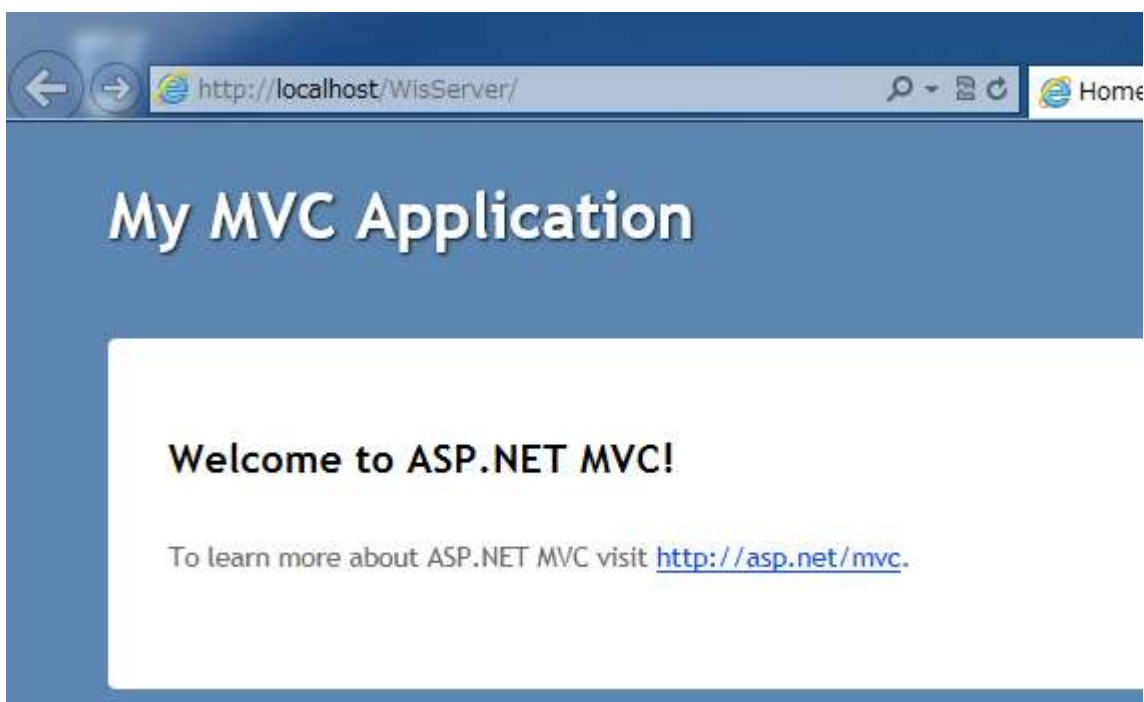 http://localhost/WisServer/
Home
My MVC Application
Welcome to ASP.NET MVC!
To learn more about ASP.NET MVC visit http://asp.net/mvc.